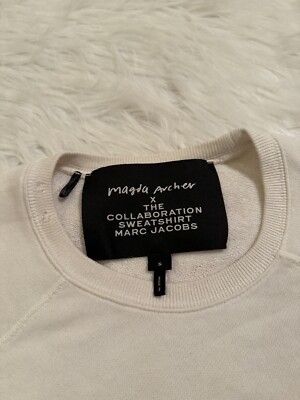 magda archer
X
THE
COLLABORATION
SWEATSHIRT
MARC JACOBS
S